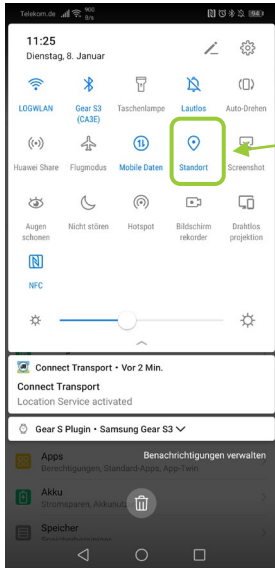 Telekom.de 900 B/s
11:25
Dienstag, 8. Januar
LOGWLAN Gear S3 (CA3E) Taschenlampe Lautlos Auto-Drehen
Huawei Share Flugmodus Mobile Daten Standort Screenshot
Augen schonen Nicht stören Hotspot Bildschirm rekorder Drahtlos projektion
NFC
Connect Transport • Vor 2 Min.
Connect Transport
Location Service activated
Gear S Plugin • Samsung Gear S3
Benachrichtigungen verwalten
Apps
Berechtigungen, Standard-Apps, App-Twin
Akku
Stromsparen, Akkunutz
Speicher